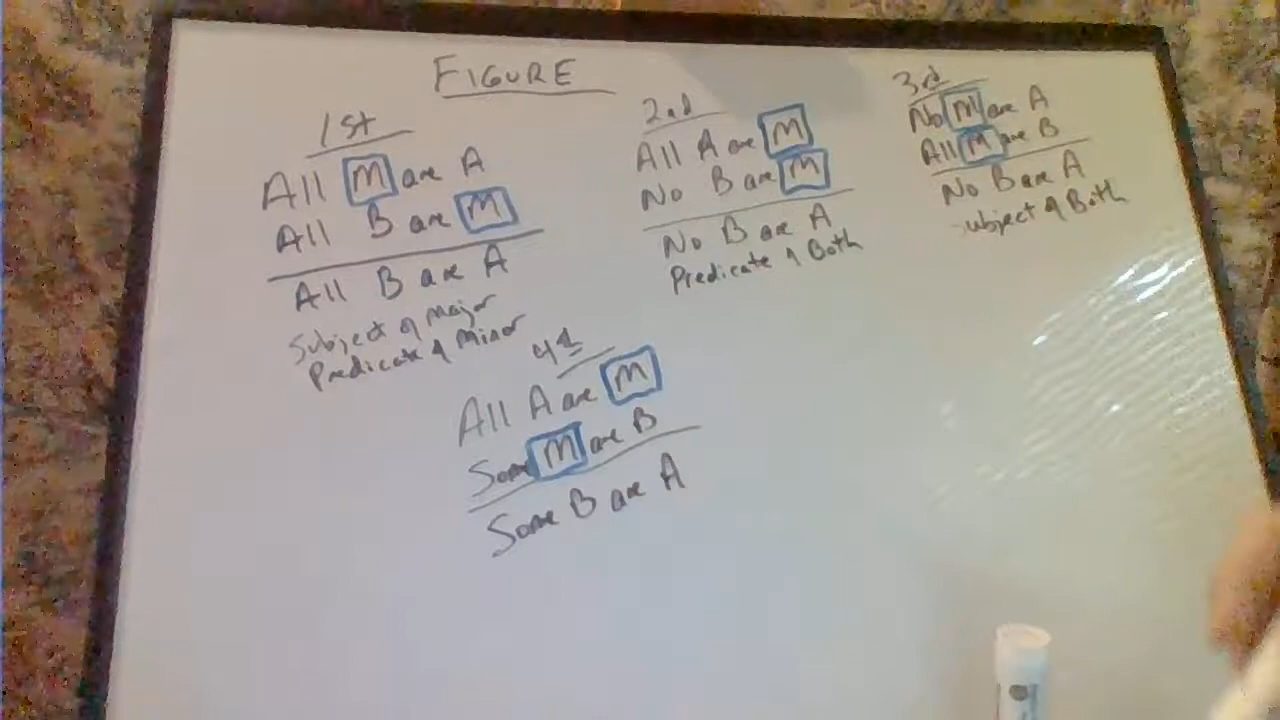 FIGURE
1st
All M are A
All B are M
All B are A
Subject of Major
Predicate of Minor
2nd
All A are M
No B are M
No B are A
Predicate of Both
3rd
No M are A
All M are B
No B are A
Subject of Both
4th
All A are M
Some M are B
Some B are A